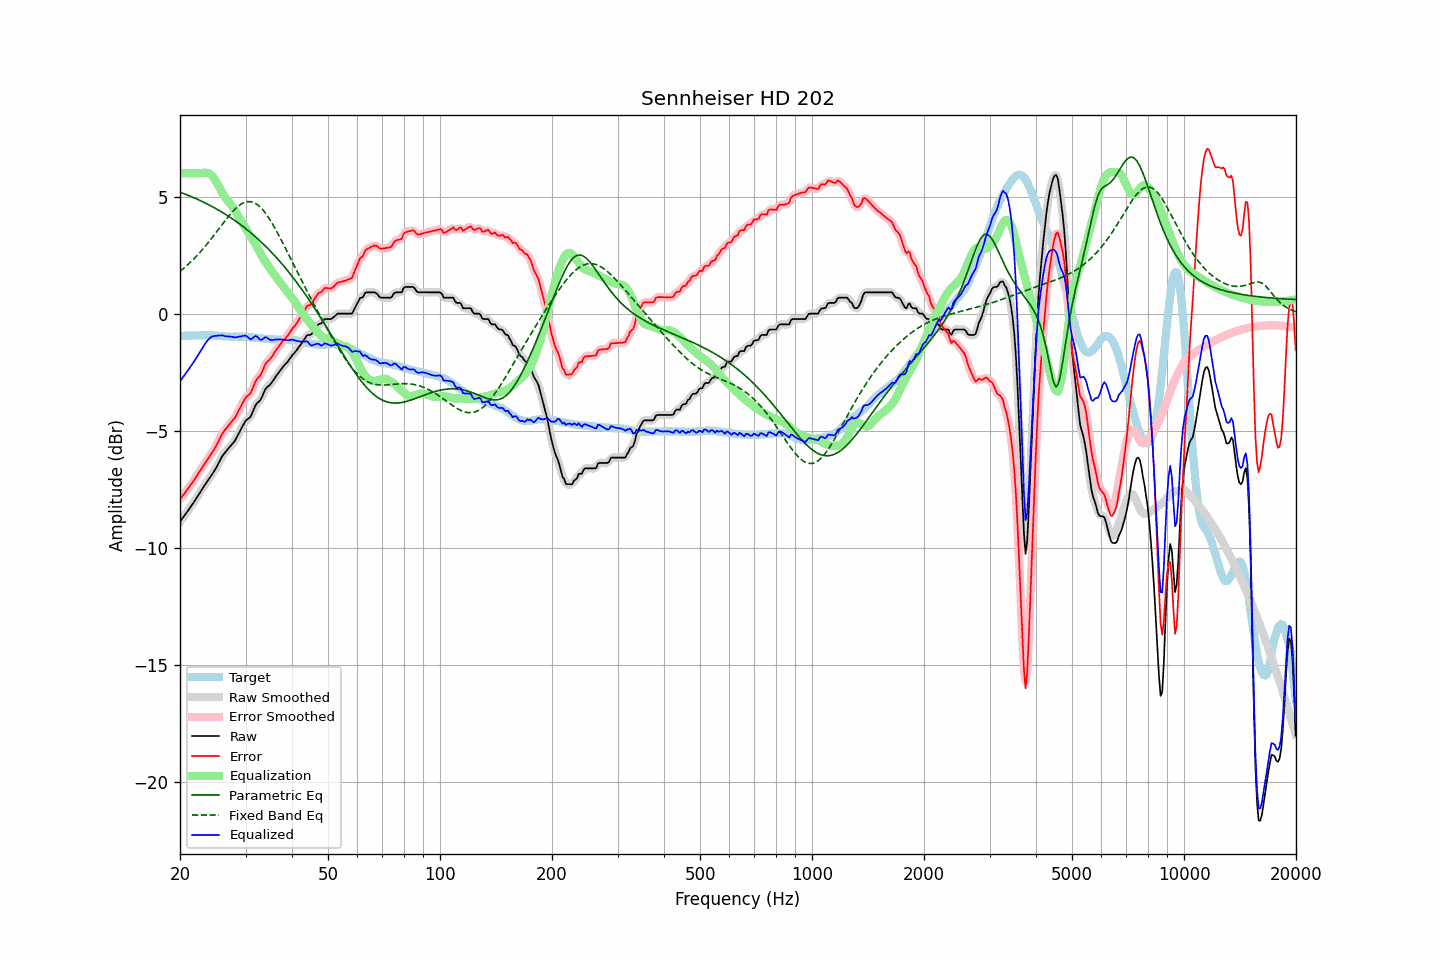 Sennheiser HD 202
Amplitude (dBr)
5
0
−5
−10
−15
−20
Target
Raw Smoothed
Error Smoothed
Raw
Error
Equalization
Parametric Eq
Fixed Band Eq
Equalized
20 50 100 200 500 1000 2000 5000 10000 20000
Frequency (Hz)